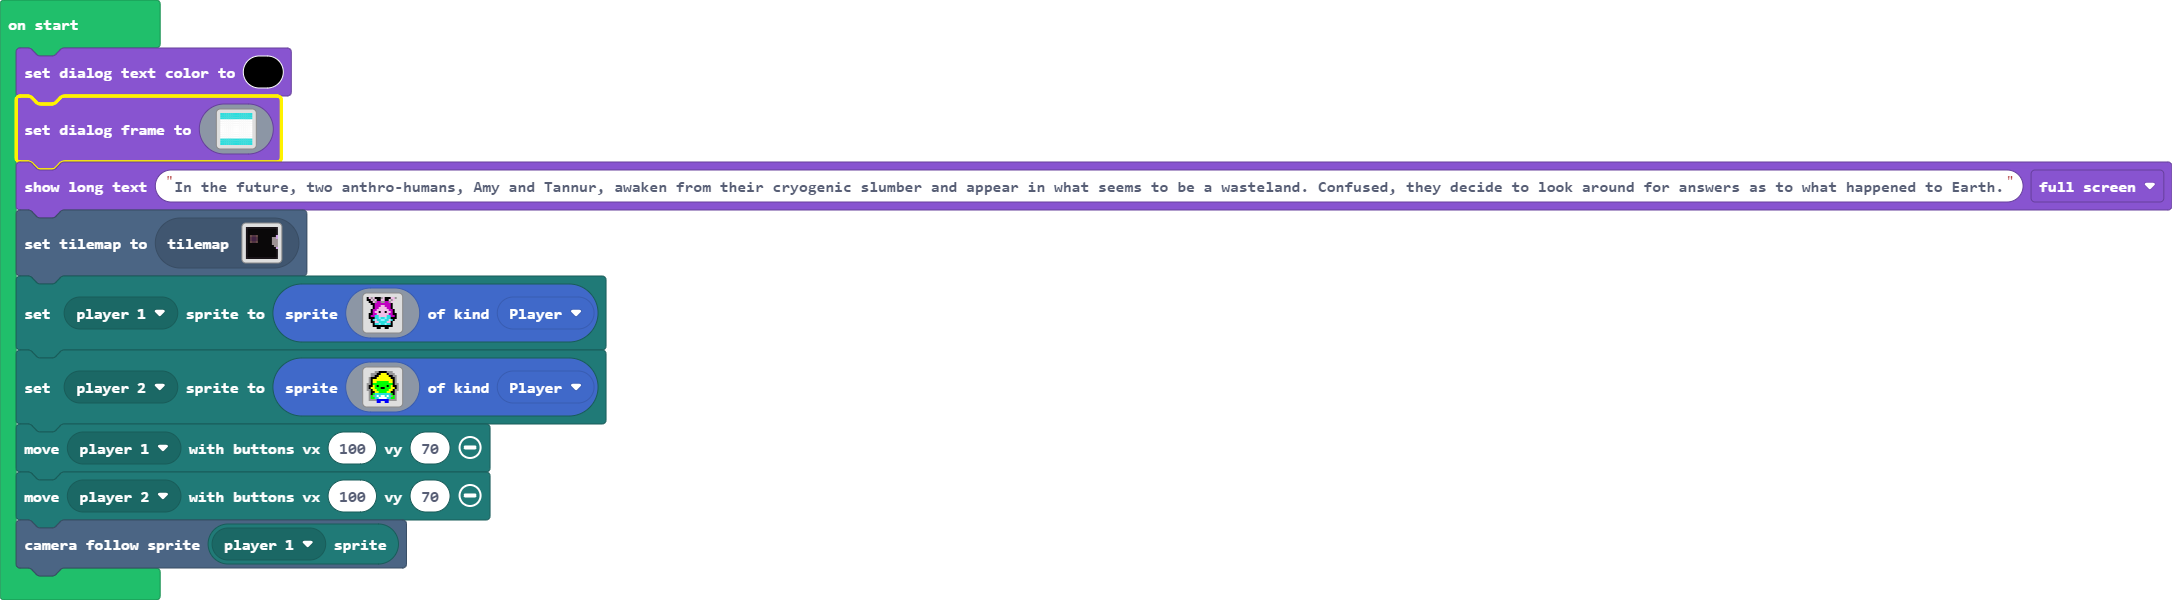 on start
set dialog text color to
set dialog frame to
show long text "In the future, two anthro-humans, Amy and Tannur, awaken from their cryogenic slumber and appear in what seems to be a wasteland. Confused, they decide to look around for answers as to what happened to Earth." full screen
set tilemap to tilemap
set player 1 sprite to sprite of kind Player
set player 2 sprite to sprite of kind Player
move player 1 with buttons vx 100 vy 70
move player 2 with buttons vx 100 vy 70
camera follow sprite player 1 sprite